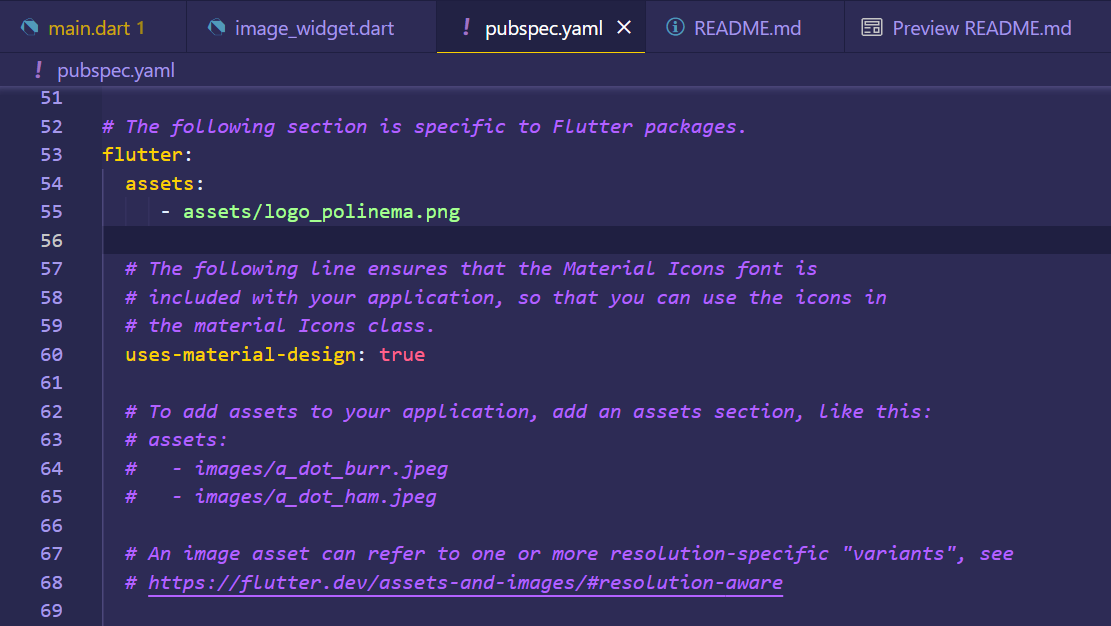 main.dart 1 image_widget.dart ! pubspec.yaml × README.md Preview README.md
! pubspec.yaml
51
52 # The following section is specific to Flutter packages.
53 flutter:
54   assets:
55      - assets/logo_polinema.png
56
57   # The following line ensures that the Material Icons font is
58   # included with your application, so that you can use the icons in
59   # the material Icons class.
60   uses-material-design: true
61
62   # To add assets to your application, add an assets section, like this:
63   # assets:
64   #   - images/a_dot_burr.jpeg
65   #   - images/a_dot_ham.jpeg
66
67   # An image asset can refer to one or more resolution-specific "variants", see
68   # https://flutter.dev/assets-and-images/#resolution-aware
69